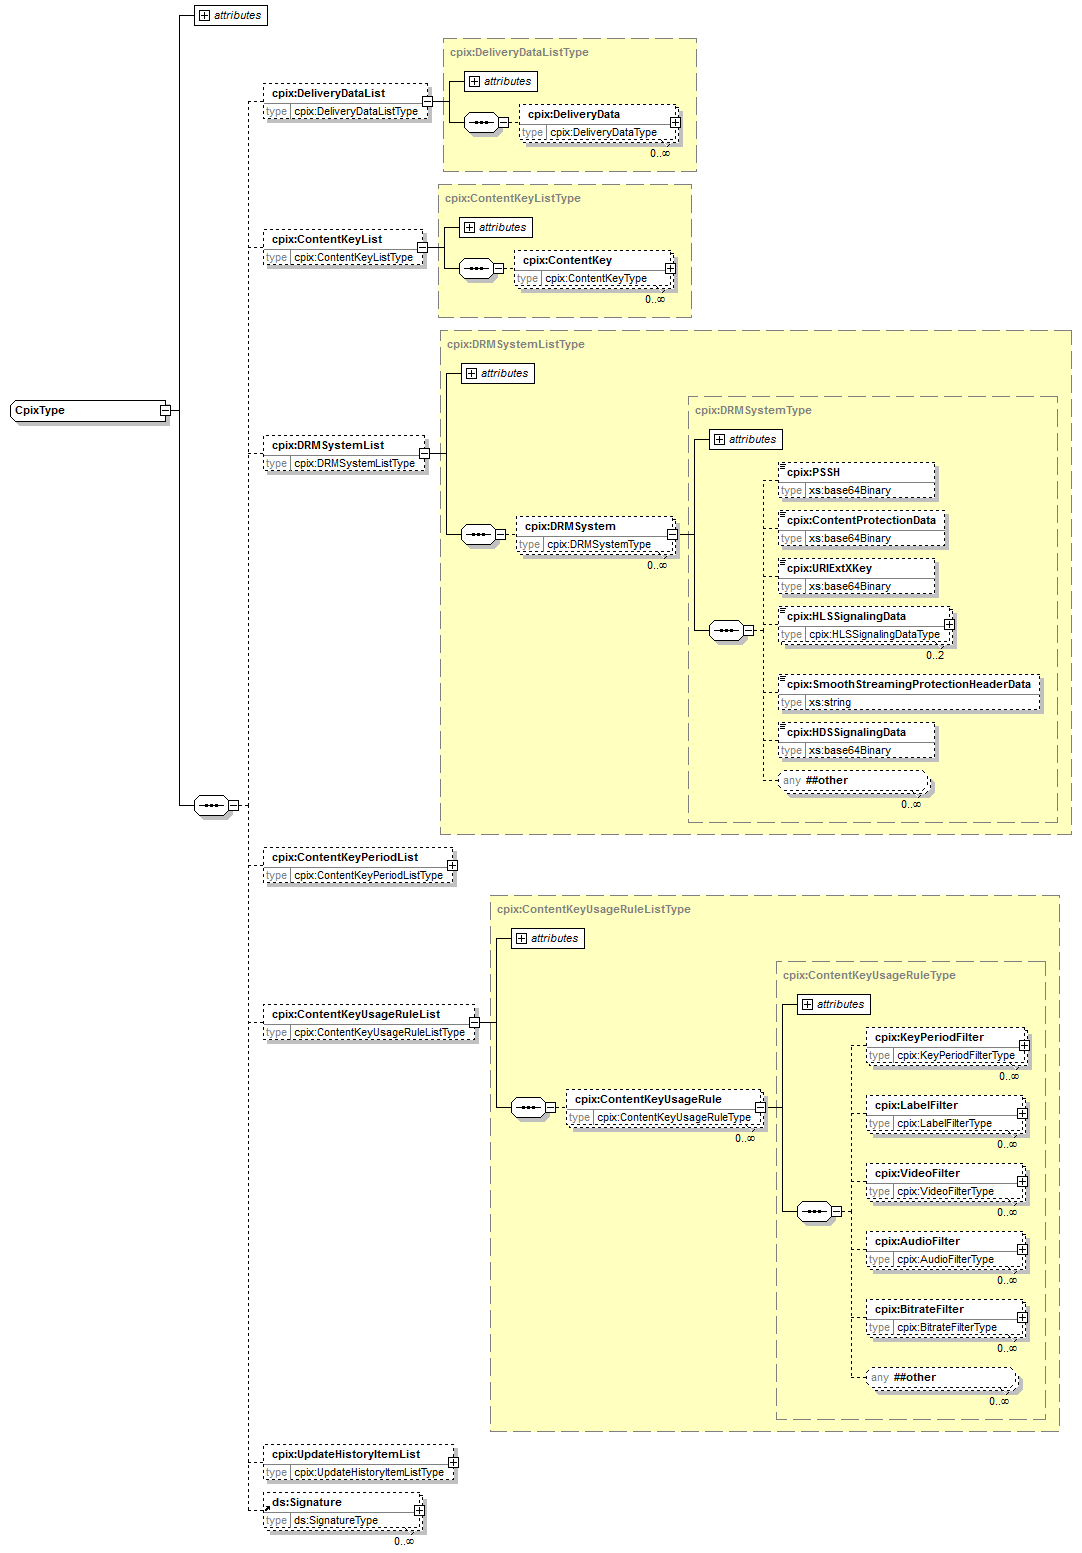 attributes
cpix:DeliveryDataListType
attributes
cpix:DeliveryDataList
type cpix:DeliveryDataListType
cpix:DeliveryData
type cpix:DeliveryDataType
0..∞
cpix:ContentKeyListType
attributes
cpix:ContentKeyList
type cpix:ContentKeyListType
cpix:ContentKey
type cpix:ContentKeyType
0..∞
cpix:DRMSystemListType
attributes
CpixType
cpix:DRMSystemList
type cpix:DRMSystemListType
cpix:DRMSystem
type cpix:DRMSystemType
0..∞
cpix:DRMSystemType
attributes
cpix:PSSH
type xs:base64Binary
cpix:ContentProtectionData
type xs:base64Binary
cpix:URIExtXKey
type xs:base64Binary
cpix:HLSSignalingData
type cpix:HLSSignalingDataType
0..2
cpix:SmoothStreamingProtectionHeaderData
type xs:string
cpix:HDSSignalingData
type xs:base64Binary
any ##other
0..∞
cpix:ContentKeyPeriodList
type cpix:ContentKeyPeriodListType
cpix:ContentKeyUsageRuleListType
attributes
cpix:ContentKeyUsageRuleList
type cpix:ContentKeyUsageRuleListType
cpix:ContentKeyUsageRule
type cpix:ContentKeyUsageRuleType
0..∞
cpix:ContentKeyUsageRuleType
attributes
cpix:KeyPeriodFilter
type cpix:KeyPeriodFilterType
0..∞
cpix:LabelFilter
type cpix:LabelFilterType
0..∞
cpix:VideoFilter
type cpix:VideoFilterType
0..∞
cpix:AudioFilter
type cpix:AudioFilterType
0..∞
cpix:BitrateFilter
type cpix:BitrateFilterType
0..∞
any ##other
0..∞
cpix:UpdateHistoryItemList
type cpix:UpdateHistoryItemListType
ds:Signature
type ds:SignatureType
0..∞